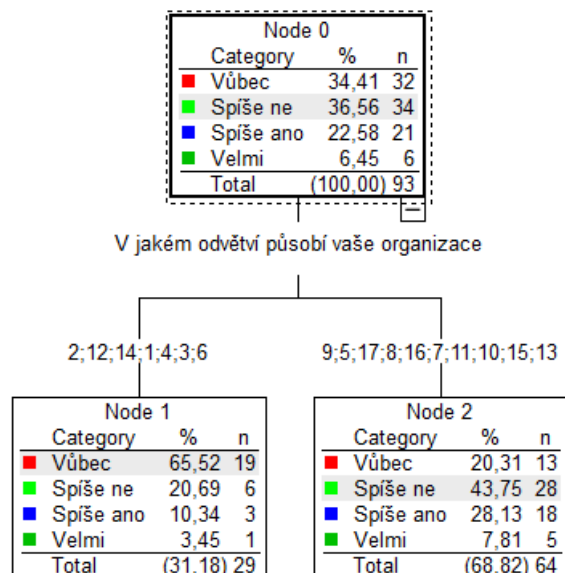 Node 0
Category % n
Vůbec 34,41 32
Spíše ne 36,56 34
Spíše ano 22,58 21
Velmi 6,45 6
Total (100,00) 93
V jakém odvětví působí vaše organizace
2;12;14;1;4;3;6
9;5;17;8;16;7;11;10;15;13
Node 1
Category % n
Vůbec 65,52 19
Spíše ne 20,69 6
Spíše ano 10,34 3
Velmi 3,45 1
Total (31,18) 29
Node 2
Category % n
Vůbec 20,31 13
Spíše ne 43,75 28
Spíše ano 28,13 18
Velmi 7,81 5
Total (68,82) 64